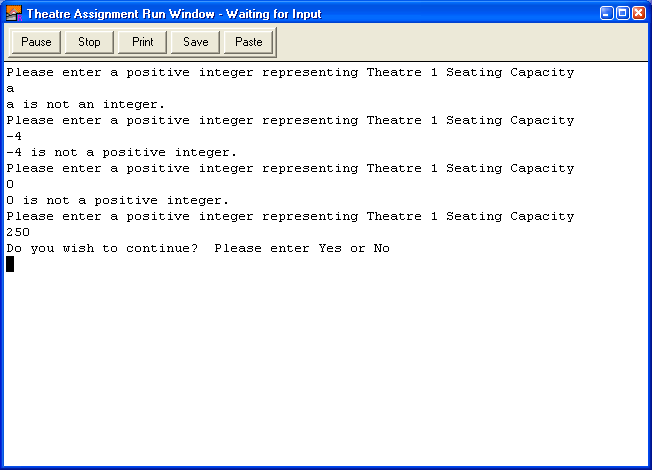 Theatre Assignment Run Window - Waiting for Input
Pause Stop Print Save Paste
Please enter a positive integer representing Theatre 1 Seating Capacity
a
a is not an integer.
Please enter a positive integer representing Theatre 1 Seating Capacity
-4
-4 is not a positive integer.
Please enter a positive integer representing Theatre 1 Seating Capacity
0
0 is not a positive integer.
Please enter a positive integer representing Theatre 1 Seating Capacity
250
Do you wish to continue?  Please enter Yes or No